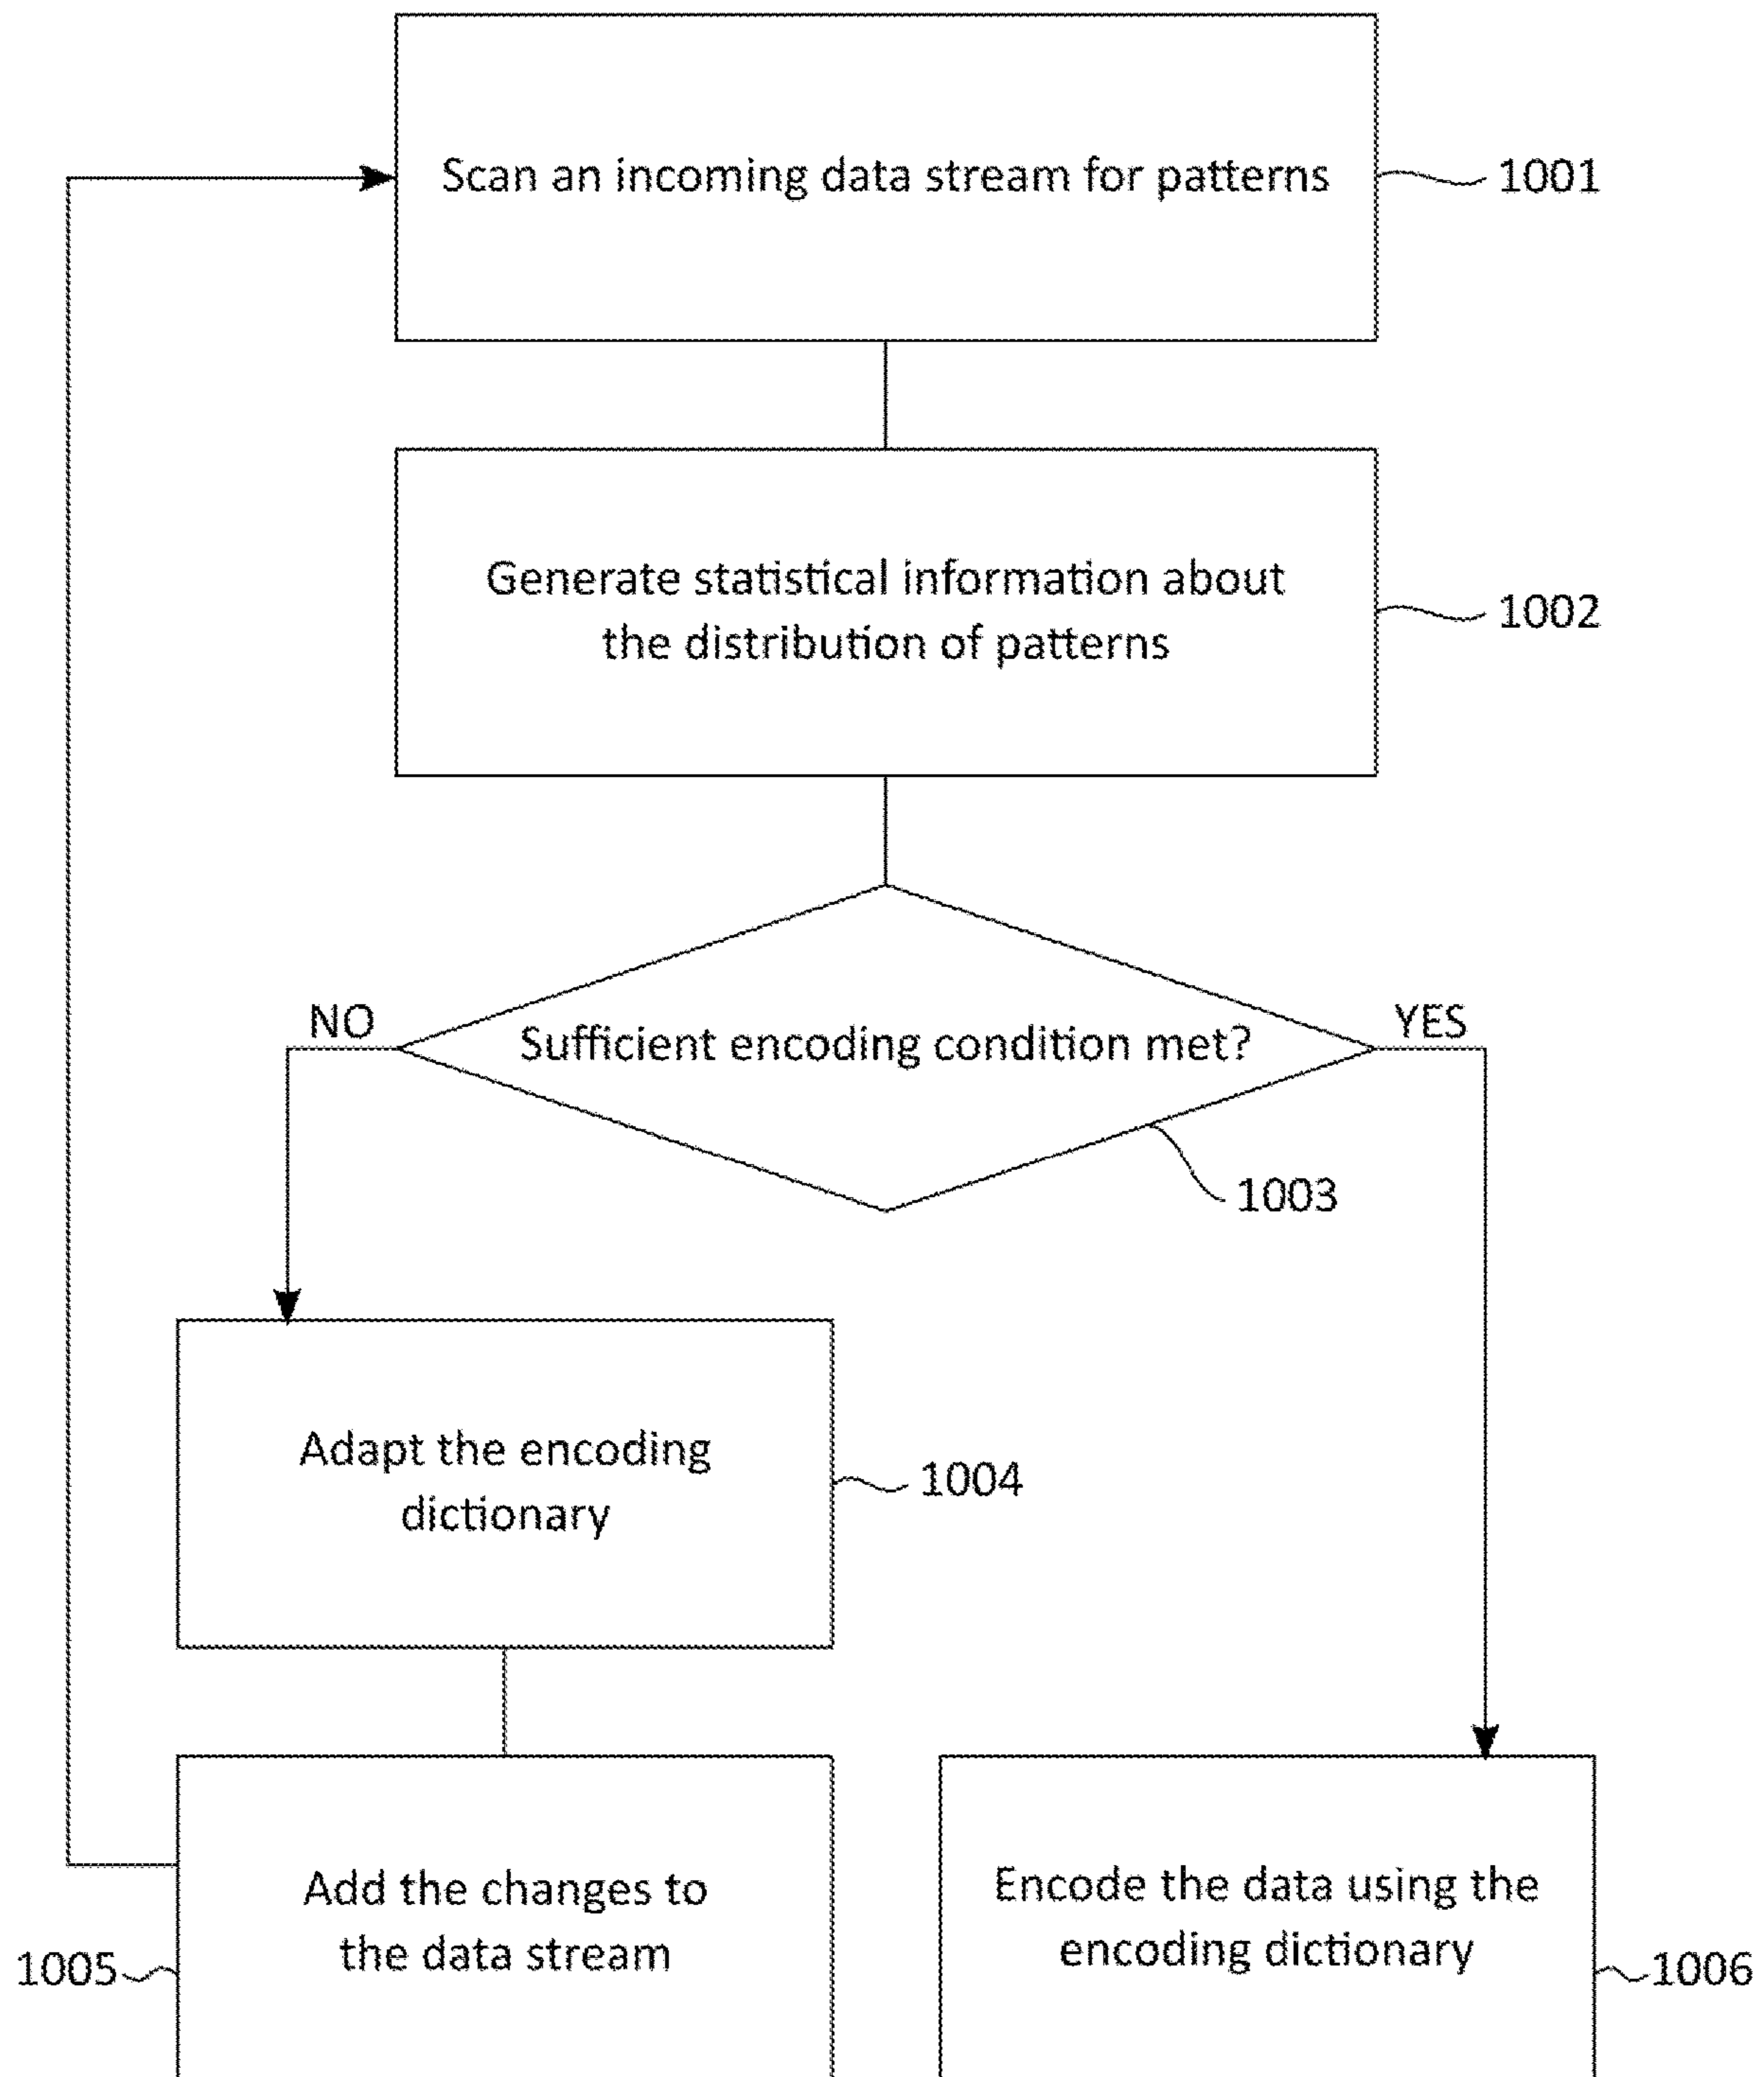 Scan an incoming data stream for patterns
1001
Generate statistical information about
the distribution of patterns
1002
NO
YES
Sufficient encoding condition met?
1003
Adapt the encoding
dictionary
1004
Add the changes to
the data stream
1005
Encode the data using the
encoding dictionary
1006